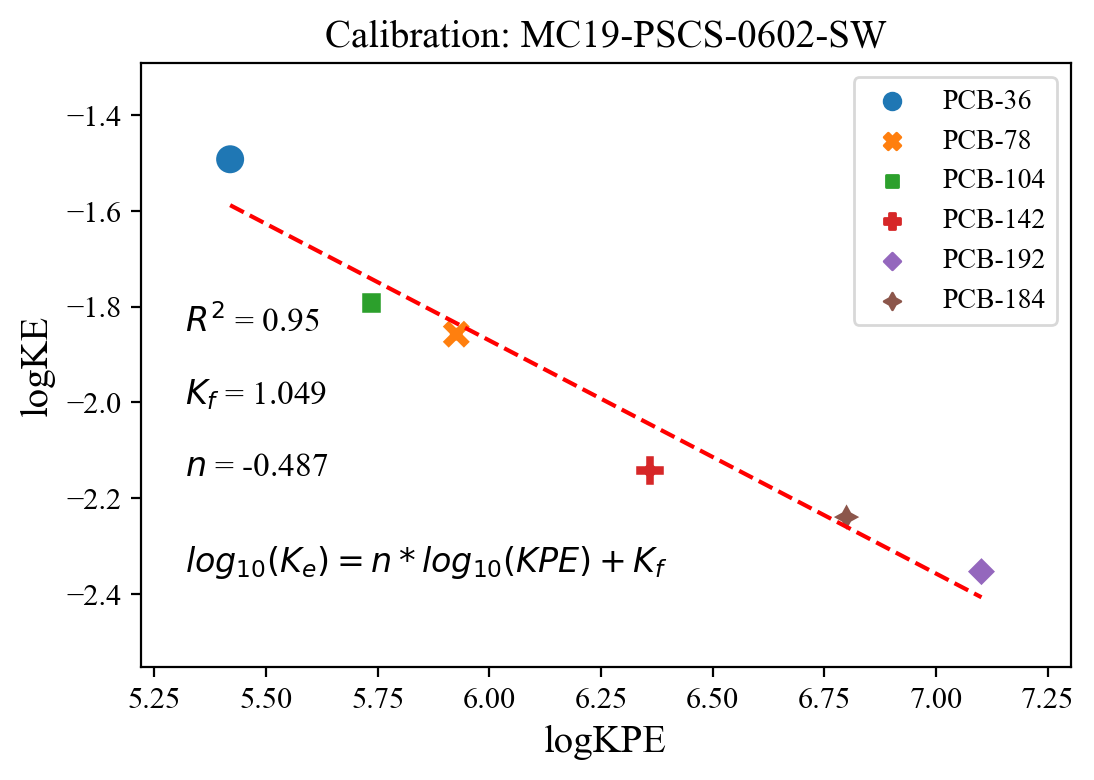 Calibration: MC19-PSCS-0602-SW
logKE
−1.4
−1.6
−1.8
−2.0
−2.2
−2.4
PCB-36
PCB-78
PCB-104
PCB-142
PCB-192
PCB-184
R² = 0.95
K_f = 1.049
n = -0.487
log₁₀(K_e) = n * log₁₀(KPE) + K_f
5.25 5.50 5.75 6.00 6.25 6.50 6.75 7.00 7.25
logKPE